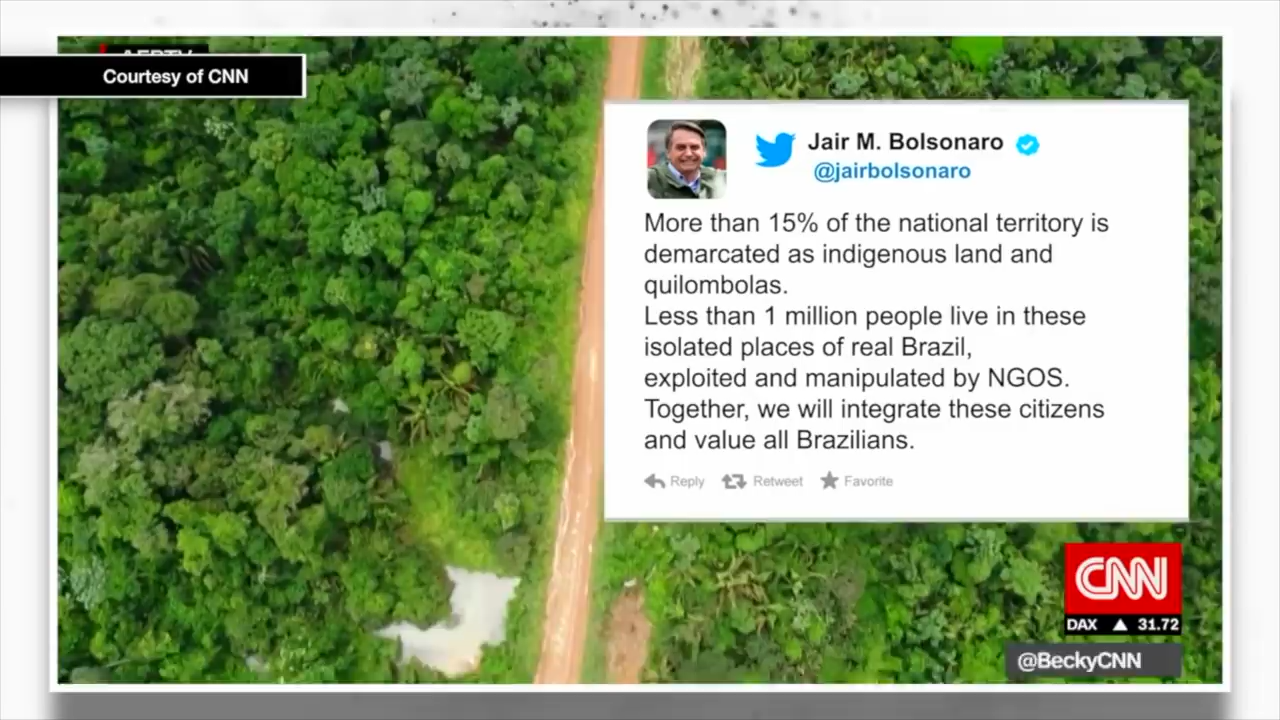 Courtesy of CNN
Jair M. Bolsonaro
@jairbolsonaro
More than 15% of the national territory is
demarcated as indigenous land and
quilombolas.
Less than 1 million people live in these
isolated places of real Brazil,
exploited and manipulated by NGOS.
Together, we will integrate these citizens
and value all Brazilians.
Reply Retweet Favorite
CNN
DAX ▲ 31.72
@BeckyCNN